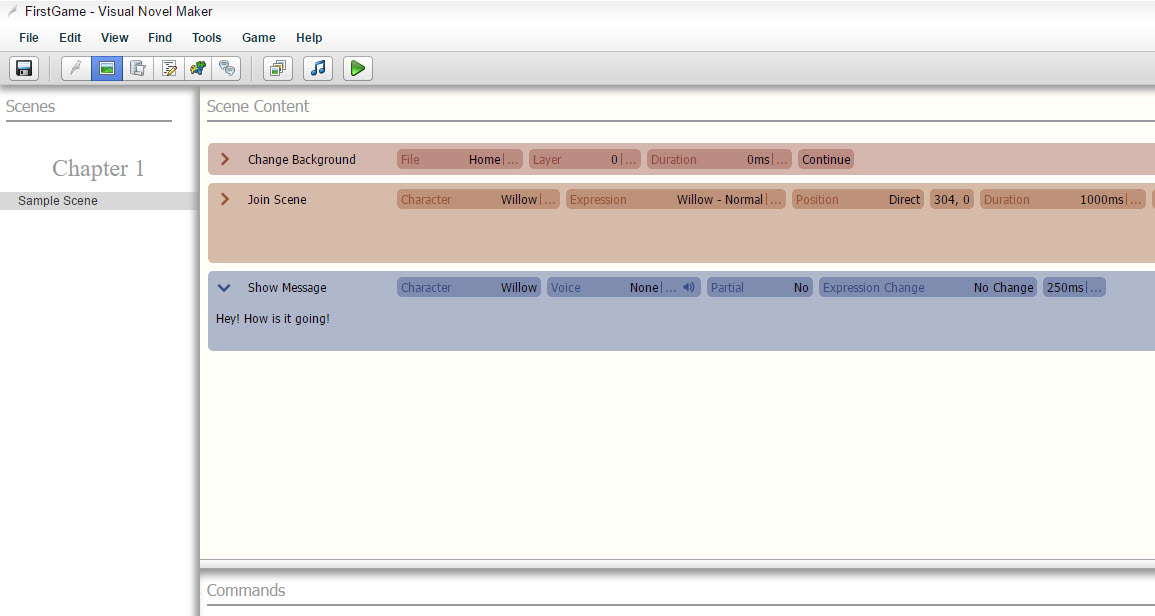 FirstGame - Visual Novel Maker
File Edit View Find Tools Game Help
Scenes
Chapter 1
Sample Scene
Scene Content
Change Background File Home|... Layer 0|... Duration 0ms|... Continue
Join Scene Character Willow|... Expression Willow - Normal|... Position Direct 304, 0 Duration 1000ms|...
Show Message Character Willow Voice None|... Partial No Expression Change No Change 250ms|...
Hey! How is it going!
Commands